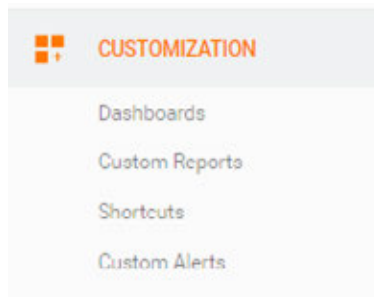 CUSTOMIZATION
Dashboards
Custom Reports
Shortcuts
Custom Alerts